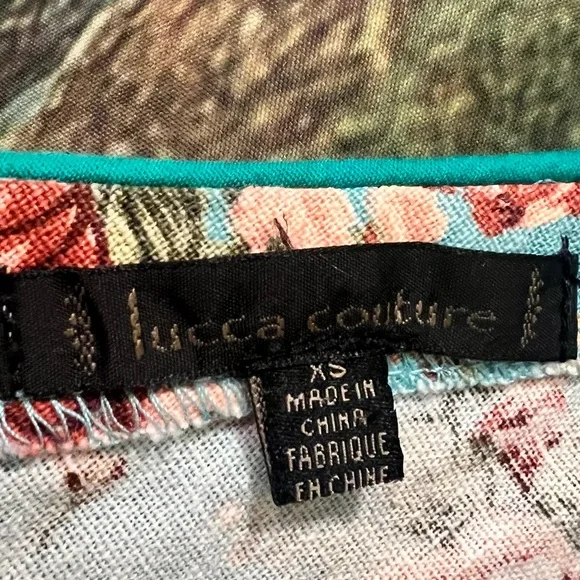 lucca couture
XS
MADE IN
CHINA
FABRIQUE
EN CHINE